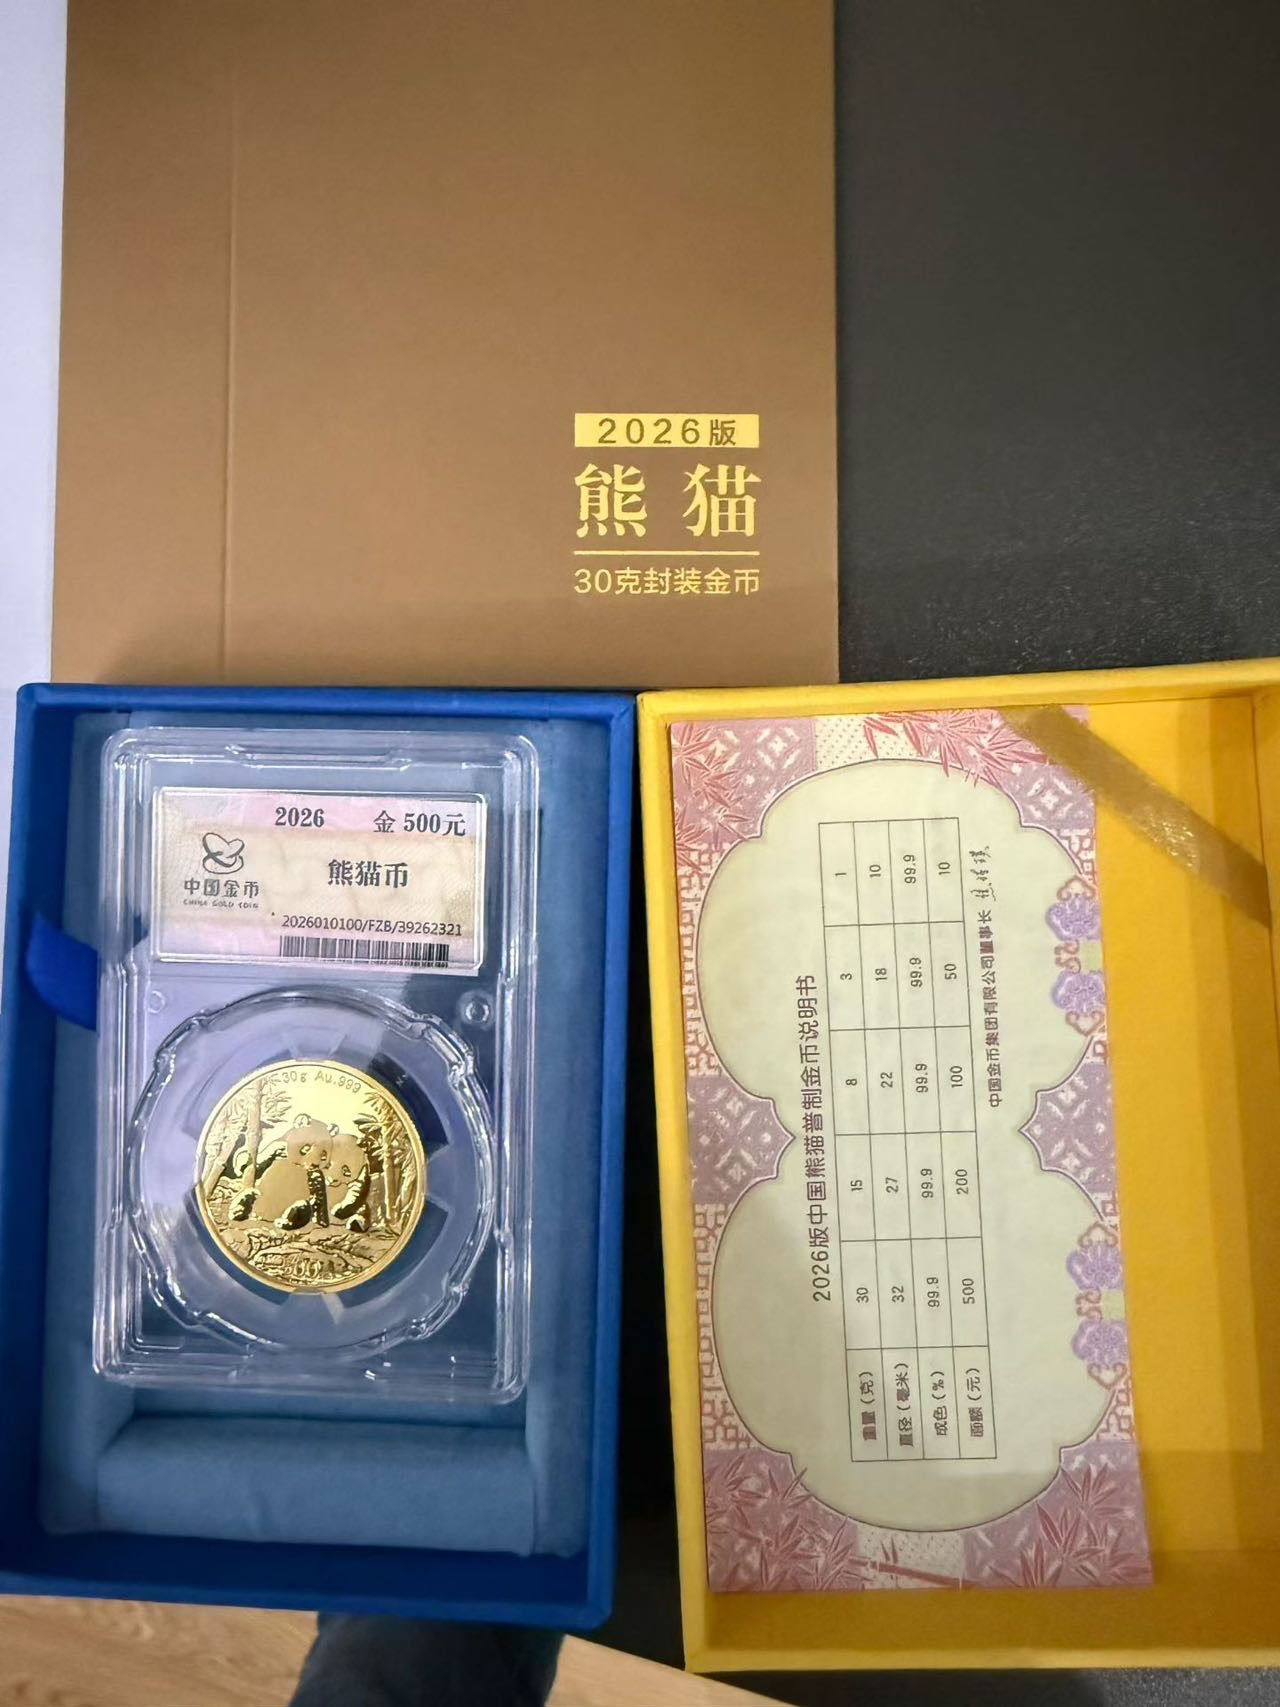 2026版
熊猫
30克封装金币
2026 金 500元
中国金币
CHINA GOLD COIN
熊猫币
2026010100/FZB/39262321
30g Au.999
2026版中国熊猫普制金币说明书
重量（克） 30 15 8 3 1
直径（毫米） 32 27 22 18 10
成色（%） 99.9 99.9 99.9 99.9 99.9
面额（元） 500 200 100 50 10
中国金币集团有限公司董事长